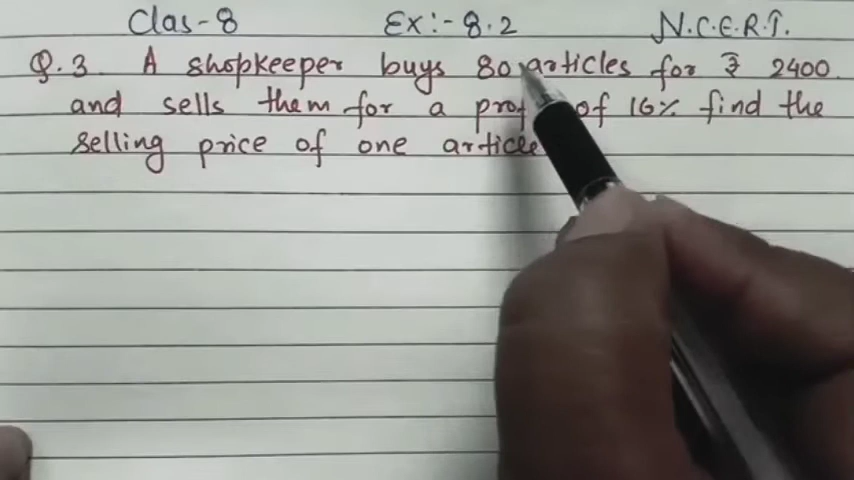 Clas-8 Ex:- 8.2 N.C.E.R.T.
Q.3 A shopkeeper buys 80 articles for ₹ 2400
and sells them for a of 16% find the
selling price of one article